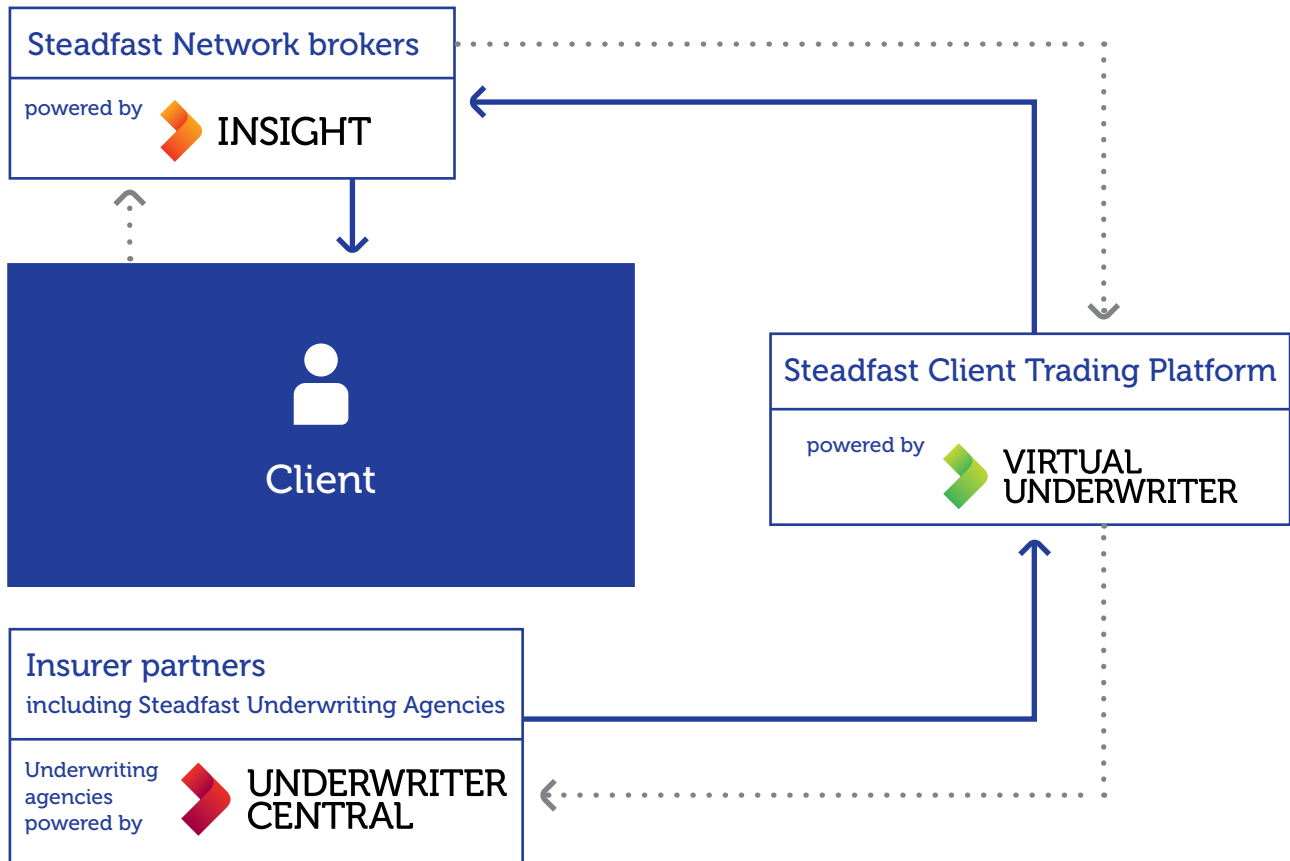 Steadfast Network brokers
powered by
INSIGHT
Client
Steadfast Client Trading Platform
powered by
VIRTUAL
UNDERWRITER
Insurer partners
including Steadfast Underwriting Agencies
Underwriting
agencies
powered by
UNDERWRITER
CENTRAL